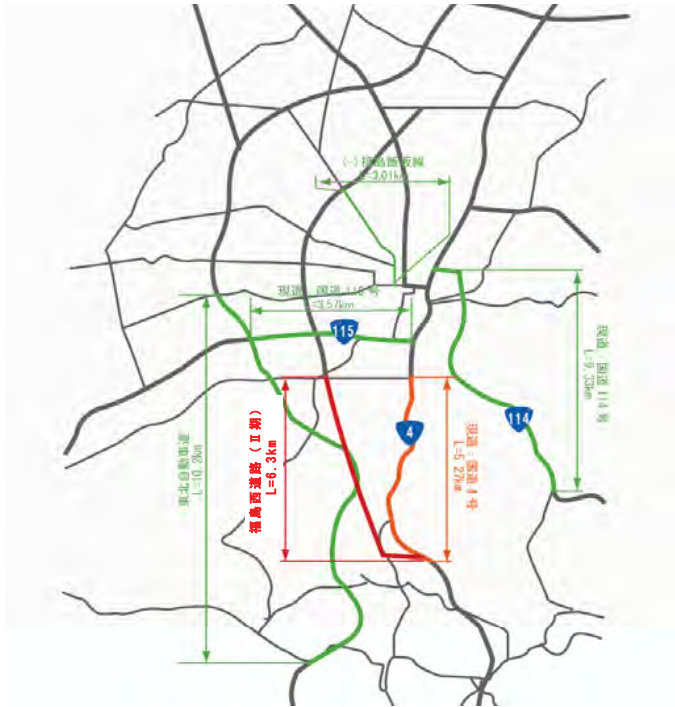 (一)福島飯坂線
L=3.01km
現道：国道115号
L=3.57km
115
現道：国道114号
L=9.33km
114
4
現道：国道4号
L=5.27km
福島西道路(Ⅱ期)
L=6.3km
東北自動車道
L=10.2km